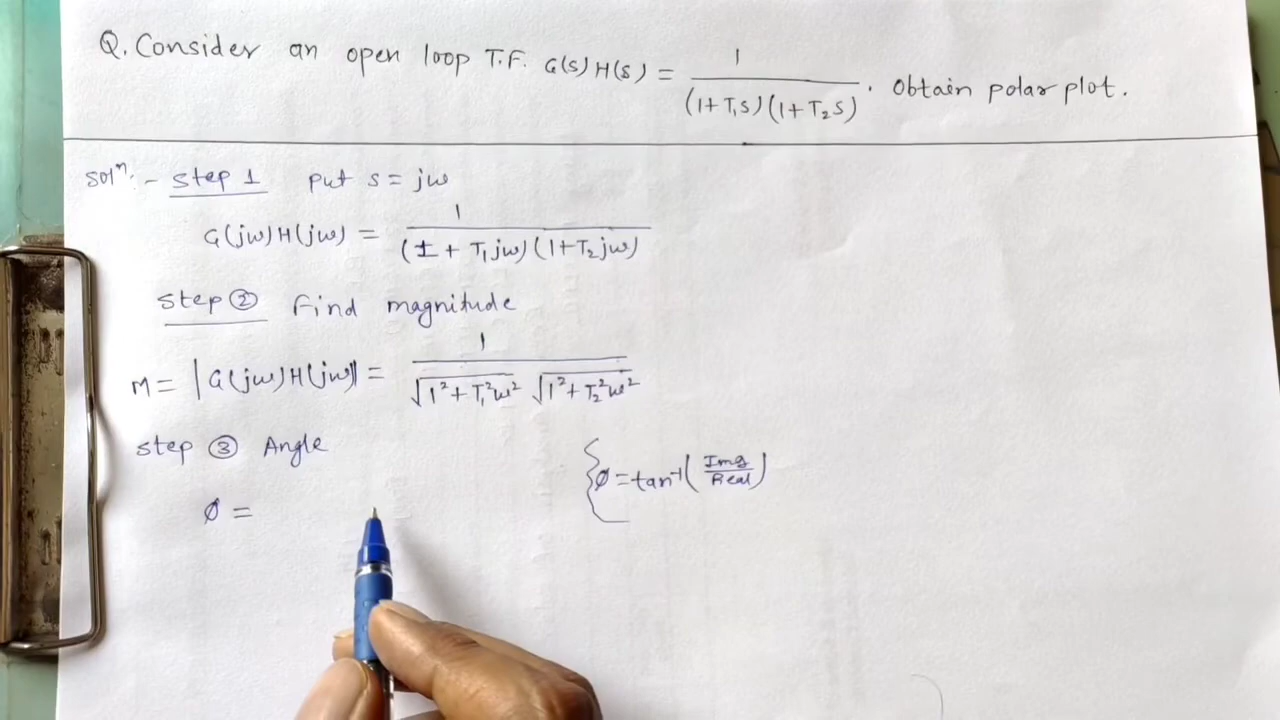 Q. Consider an open loop T.F. G(s)H(s) = 1 / (1+T₁s)(1+T₂s) . Obtain polar plot.
Solⁿ:- Step 1 put s = jω
G(jω)H(jω) = 1 / (1 + T₁jω)(1+T₂jω)
Step ② Find magnitude
M = |G(jω)H(jω)| = 1 / √1²+T₁²ω² √1²+T₂²ω²
Step ③ Angle
{ø = tan⁻¹(Img/Real)
ø =